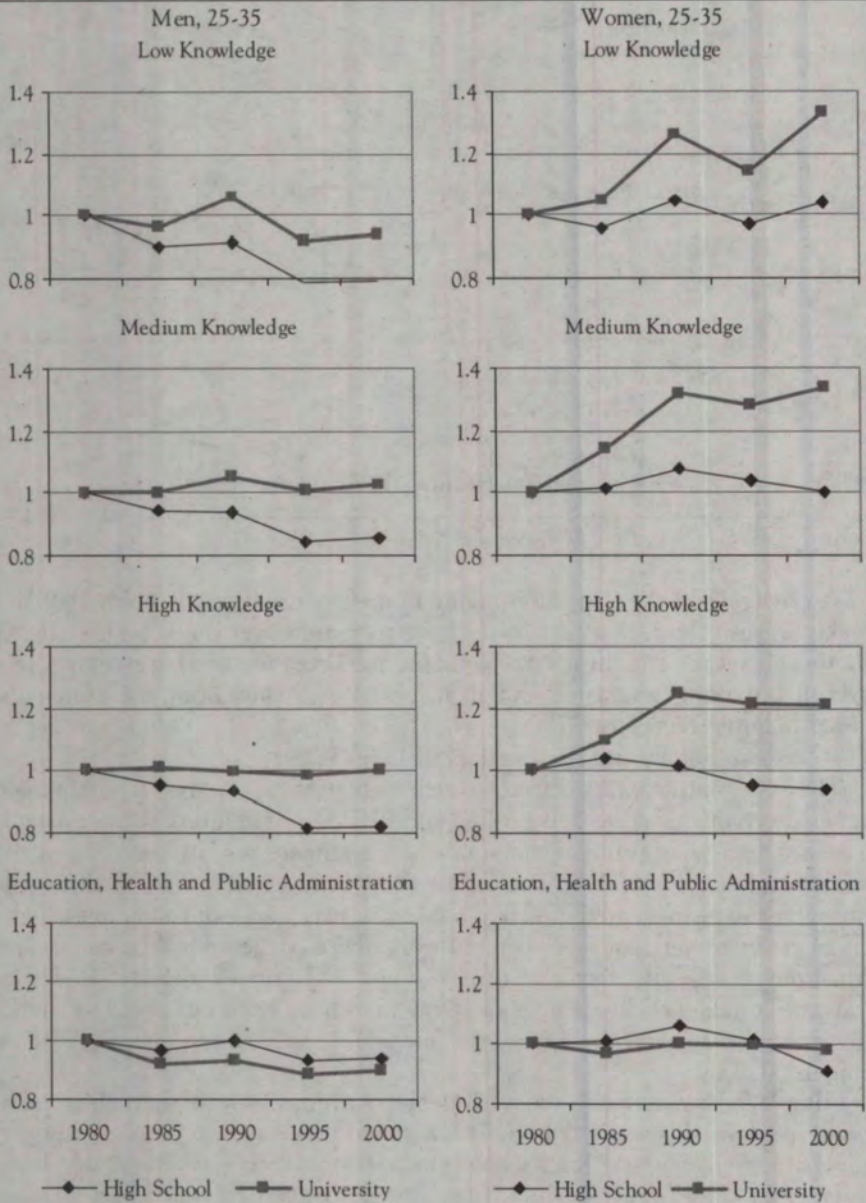 Men, 25-35
Low Knowledge
1.4
1.2
1
0.8
Medium Knowledge
1.4
1.2
1
0.8
High Knowledge
1.4
1.2
1
0.8
Education, Health and Public Administration
1.4
1.2
1
0.8
1980 1985 1990 1995 2000
High School University
Women, 25-35
Low Knowledge
1.4
1.2
1
0.8
Medium Knowledge
1.4
1.2
1
0.8
High Knowledge
1.4
1.2
1
0.8
Education, Health and Public Administration
1.4
1.2
1
0.8
1980 1985 1990 1995 2000
High School University